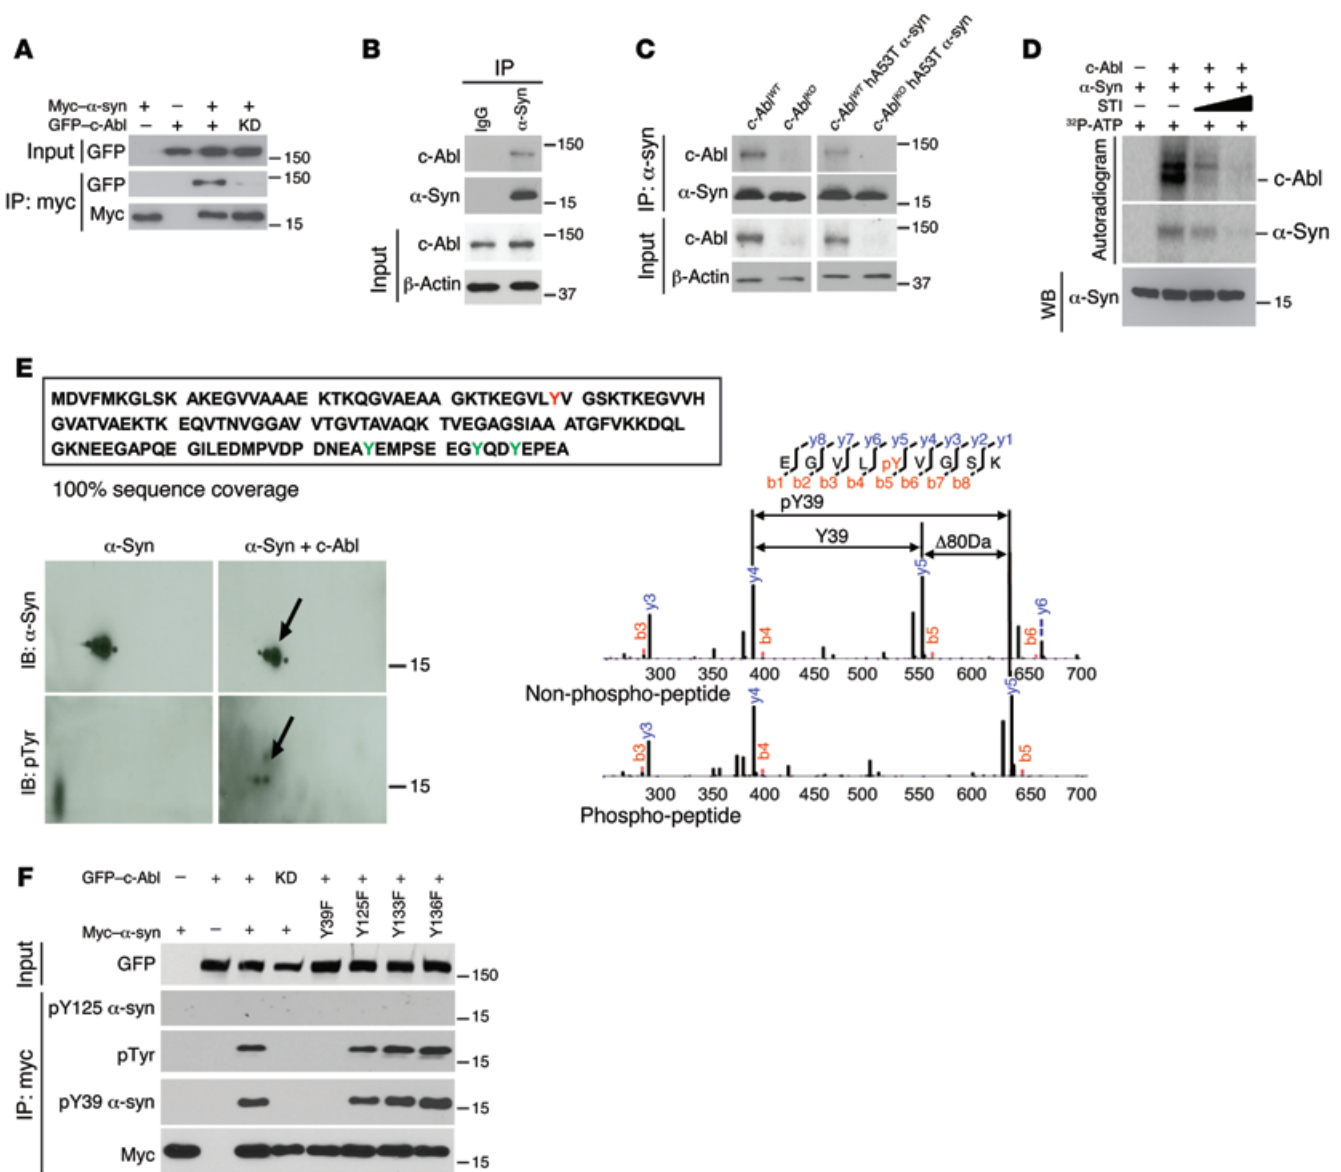 A
Myc–α-syn + – + +
GFP–c-Abl – + + KD
Input GFP
150
IP: myc
GFP
150
Myc
15
B
IP
IgG
α-Syn
c-Abl
150
α-Syn
15
Input
c-Abl
150
β-Actin
37
C
c-Abl^WT
c-Abl^KD
c-Abl^WT hA53T α-syn
c-Abl^KD hA53T α-syn
IP: α-syn
c-Abl
150
α-Syn
15
Input
c-Abl
150
β-Actin
37
D
c-Abl – + + +
α-Syn + + + +
STI – –
³²P-ATP + + + +
Autoradiogram
c-Abl
α-Syn
WB
α-Syn
15
E
MDVFMKGLSK AKEGVVAAAE KTKQGVAEAA GKTKEGVLYV GSKTKEGVVH
GVATVAEKTK EQVTNVGGAV VTGVTAVAQK TVEGAGSIAA ATGFVKKDQL
GKNEEGAPQE GILEDMPVDP DNEAYEMPSE EGYQDYEPEA
100% sequence coverage
α-Syn
α-Syn + c-Abl
IB: α-Syn
15
IB: pTyr
15
y8 y7 y6 y5 y4 y3 y2 y1
E G V L pY V G S K
b1 b2 b3 b4 b5 b6 b7 b8
pY39
Y39
Δ80Da
b3
y3
y4
b4
y5
b5
b6
y6
300 350 400 450 500 550 600 650 700
Non-phospho-peptide
b3
y3
y4
b4
y5
b5
300 350 400 450 500 550 600 650 700
Phospho-peptide
F
GFP–c-Abl – + + KD + + + +
Myc–α-syn + – + + Y39F Y125F Y133F Y136F
Input
GFP
150
IP: myc
pY125 α-syn
15
pTyr
15
pY39 α-syn
15
Myc
15